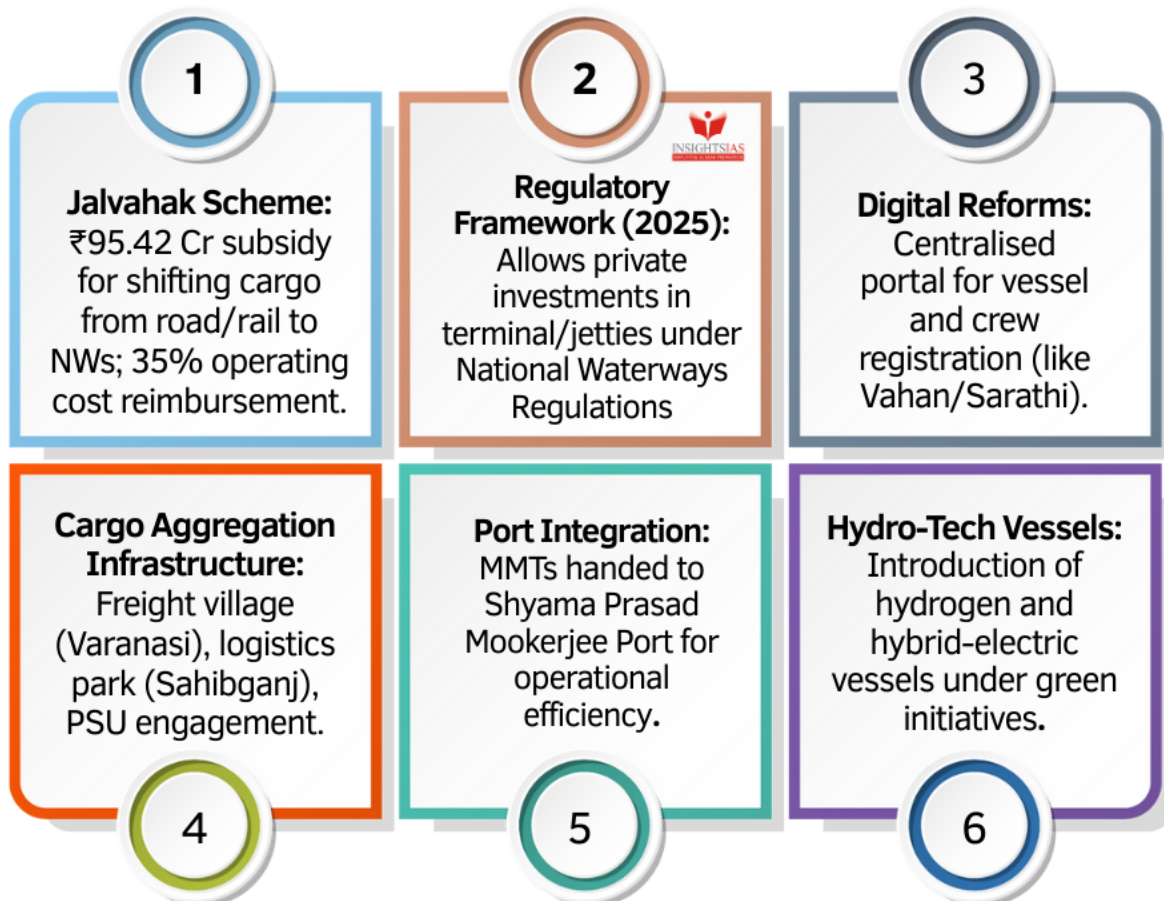 1
Jalvahak Scheme:
₹95.42 Cr subsidy
for shifting cargo
from road/rail to
NWs; 35% operating
cost reimbursement.
2
INSIGHTSIAS
Regulatory
Framework (2025):
Allows private
investments in
terminal/jetties under
National Waterways
Regulations
3
Digital Reforms:
Centralised
portal for vessel
and crew
registration (like
Vahan/Sarathi).
Cargo Aggregation
Infrastructure:
Freight village
(Varanasi), logistics
park (Sahibganj),
PSU engagement.
4
Port Integration:
MMTs handed to
Shyama Prasad
Mookerjee Port for
operational
efficiency.
5
Hydro-Tech Vessels:
Introduction of
hydrogen and
hybrid-electric
vessels under green
initiatives.
6